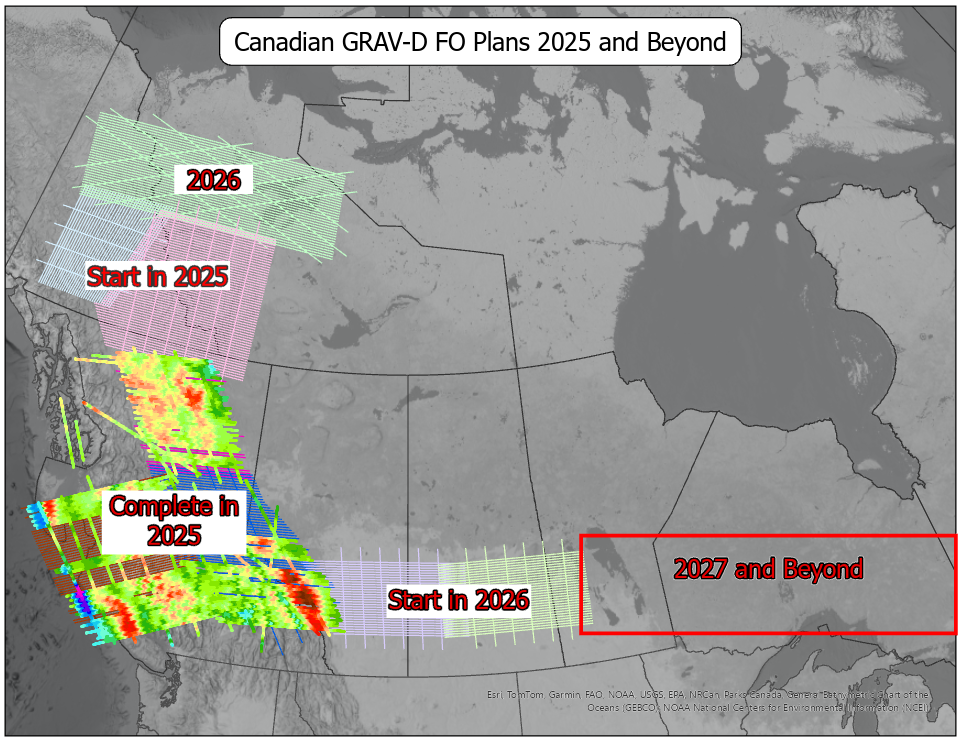 Canadian GRAV-D FO Plans 2025 and Beyond
2026
Start in 2025
Complete in
2025
Start in 2026
2027 and Beyond
Esri, TomTom, Garmin, FAO, NOAA, USGS, EPA, NRCan, Parks Canada, General Bathymetric Chart of the
Oceans (GEBCO), NOAA National Centers for Environmental Information (NCEI)